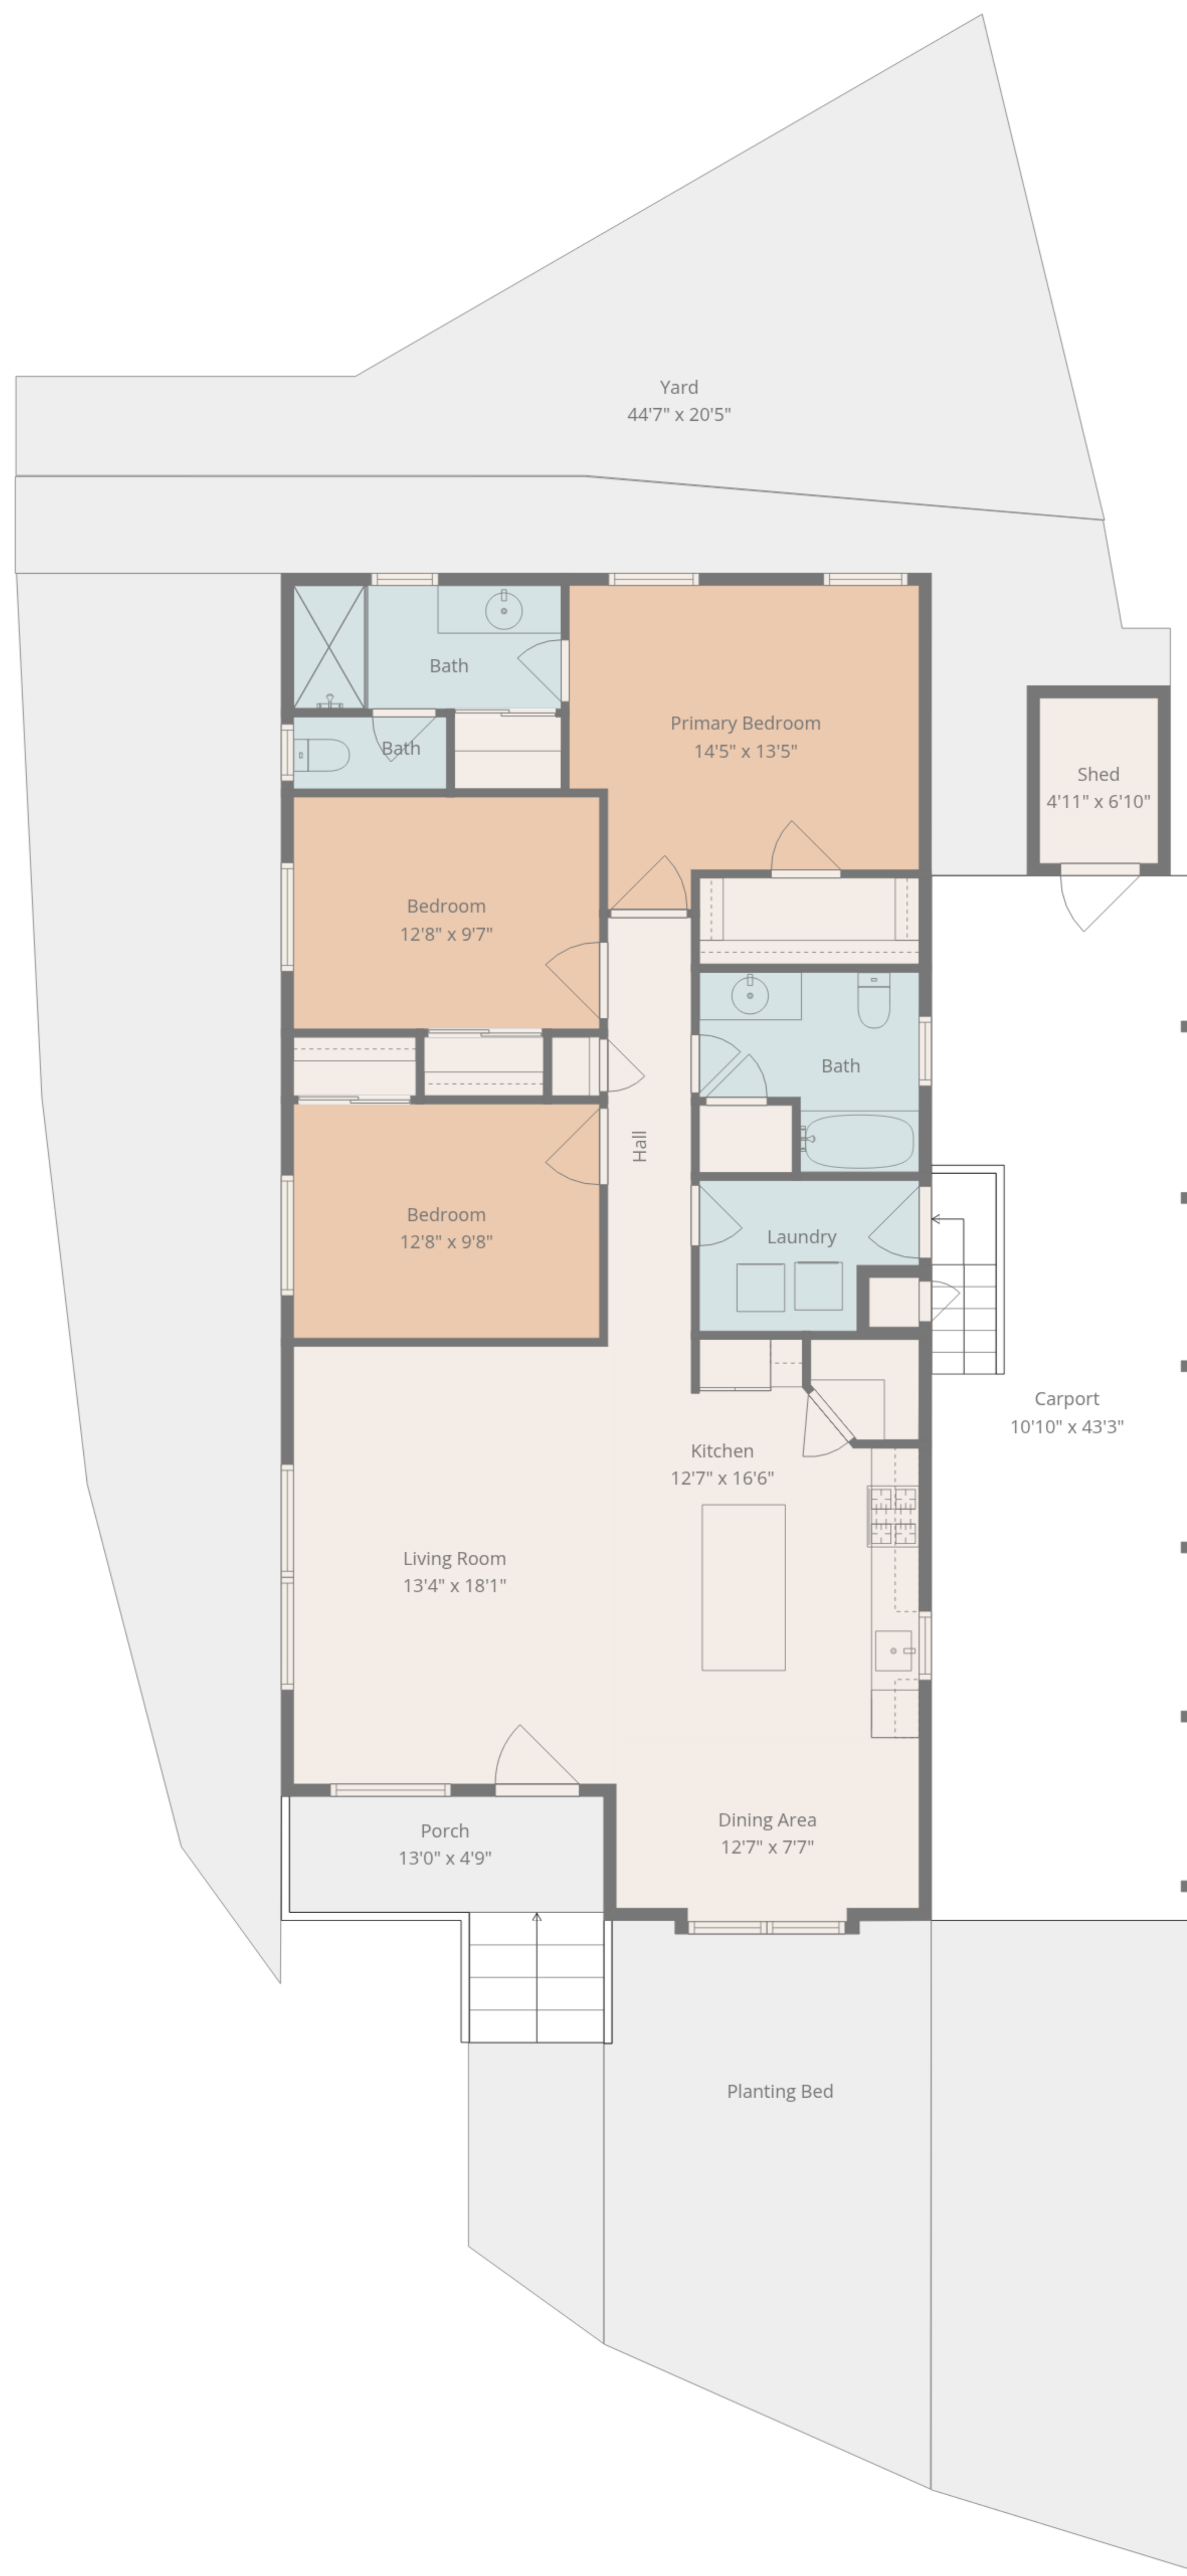 Yard
44'7" x 20'5"
Bath
Bath
Primary Bedroom
14'5" x 13'5"
Shed
4'11" x 6'10"
Bedroom
12'8" x 9'7"
Bath
Hall
Bedroom
12'8" x 9'8"
Laundry
Carport
10'10" x 43'3"
Kitchen
12'7" x 16'6"
Living Room
13'4" x 18'1"
Porch
13'0" x 4'9"
Dining Area
12'7" x 7'7"
Planting Bed